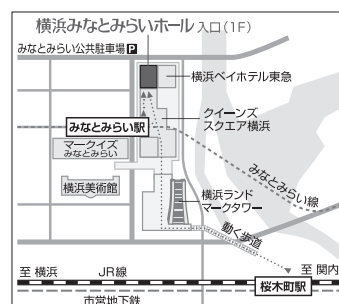 横浜みなとみらいホール 入口(1F)
みなとみらい公共駐車場 P
横浜ベイホテル東急
クイーンズ
スクエア横浜
みなとみらい駅
マークイズ
みなとみらい
みなとみらい線
横浜美術館
横浜ランド
マークタワー
動く歩道
至 横浜
JR線
至 関内
桜木町駅
市営地下鉄